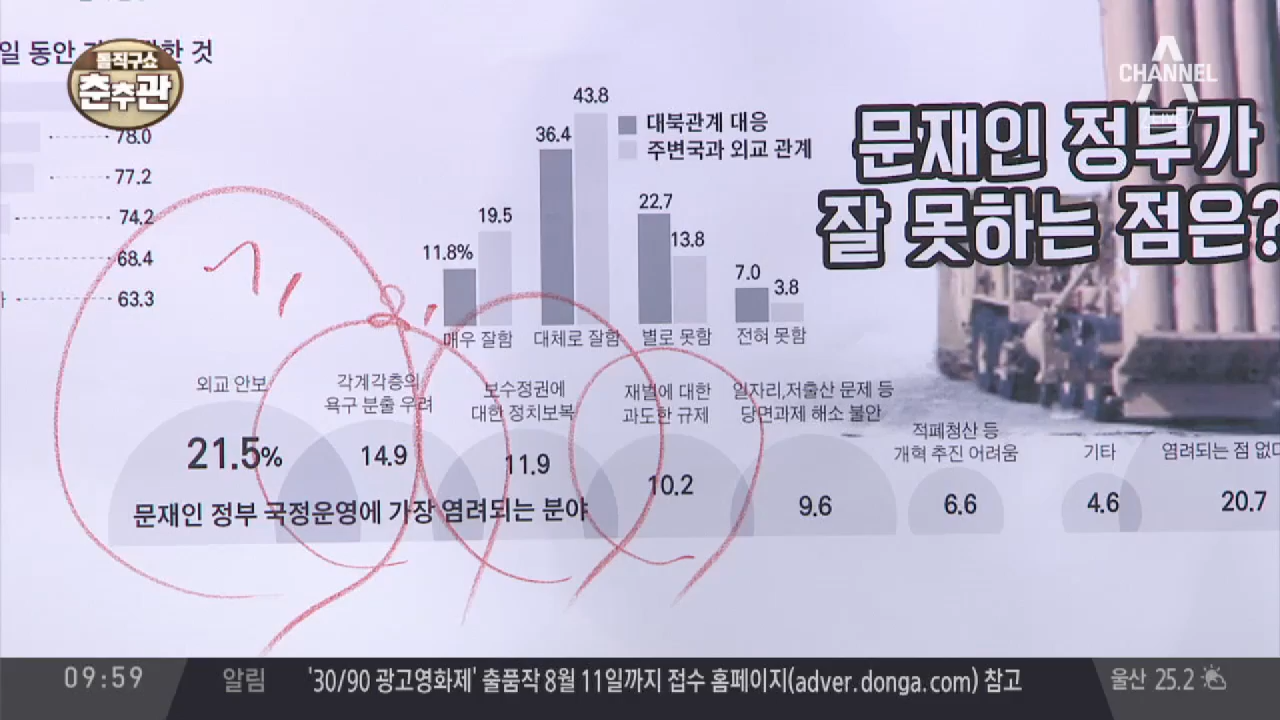 일 동안 한 것
돌직구쇼
춘추관
78.0
77.2
74.2
68.4
63.3
43.8
36.4
19.5
11.8%
22.7
13.8
7.0
3.8
대북관계 대응
주변국과 외교 관계
매우 잘함
대체로 잘함
별로 못함
전혀 못함
CHANNEL A
LIVE
문재인 정부가
잘 못하는 점은?
외교 안보
21.5%
각계각층의
욕구 분출 우려
14.9
보수정권에
대한 정치보복
11.9
재벌에 대한
과도한 규제
10.2
일자리,저출산 문제 등
당면과제 해소 불안
9.6
적폐청산 등
개혁 추진 어려움
6.6
기타
4.6
염려되는 점 없다
20.7
문재인 정부 국정운영에 가장 염려되는 분야
09:59
알림
'30/90 광고영화제' 출품작 8월 11일까지 접수 홈페이지(adver.donga.com) 참고
울산 25.2